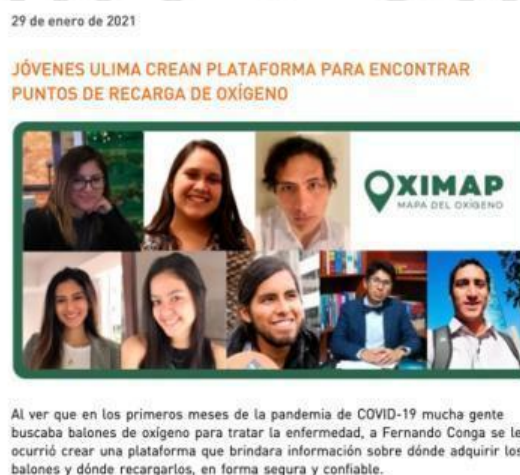 29 de enero de 2021
JÓVENES ULIMA CREAN PLATAFORMA PARA ENCONTRAR
PUNTOS DE RECARGA DE OXÍGENO
OXIMAP
MAPA DEL OXÍGENO
Al ver que en los primeros meses de la pandemia de COVID-19 mucha gente
buscaba balones de oxígeno para tratar la enfermedad, a Fernando Conga se le
ocurrió crear una plataforma que brindara información sobre dónde adquirir los
balones y dónde recargarlos, en forma segura y confiable.